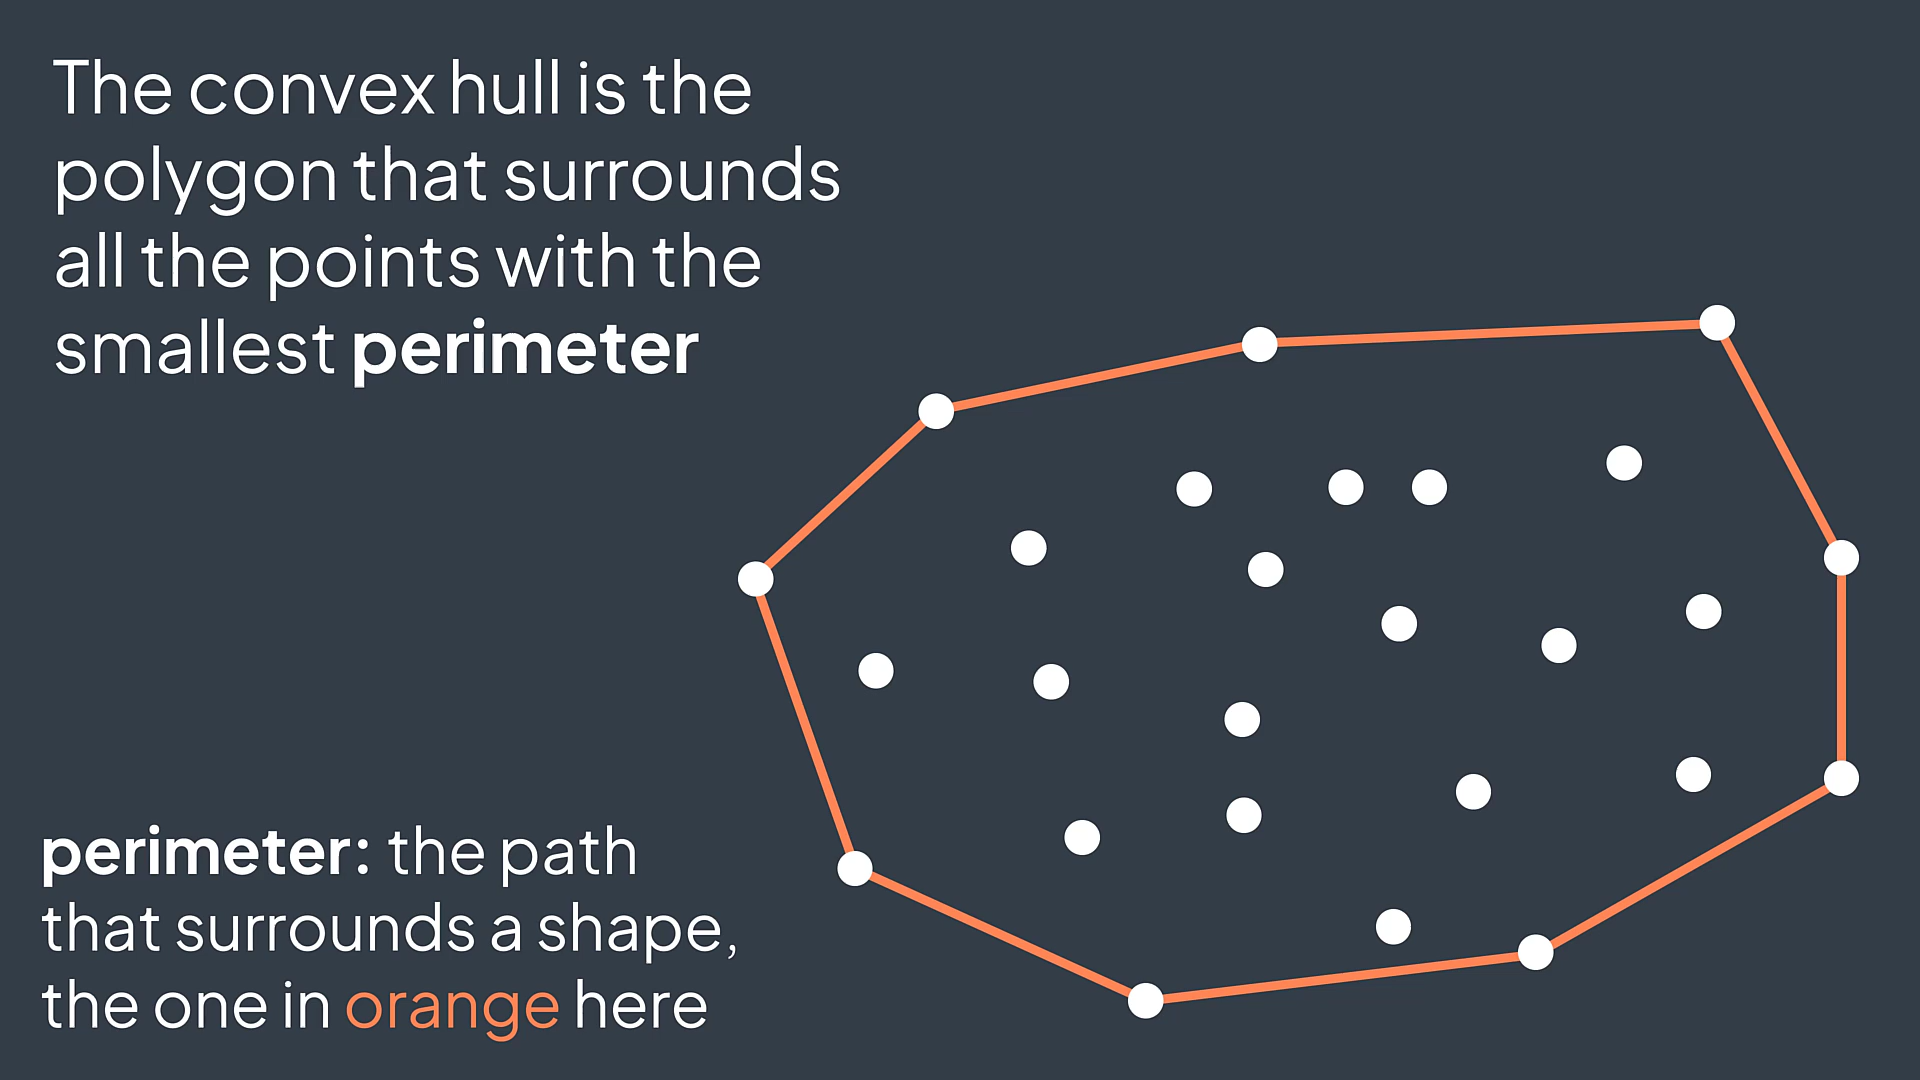 The convex hull is the
polygon that surrounds
all the points with the
smallest perimeter
perimeter: the path
that surrounds a shape,
the one in orange here